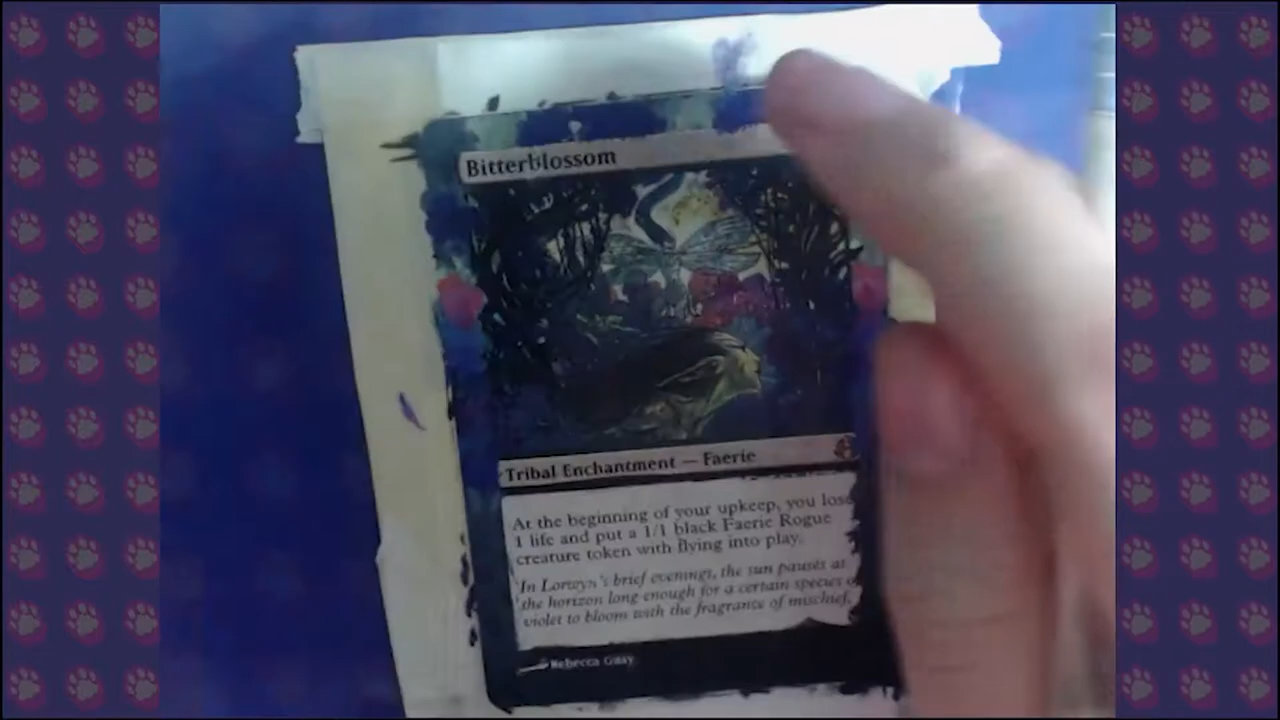 Bitterblossom
Tribal Enchantment — Faerie
At the beginning of your upkeep, you lose
1 life and put a 1/1 black Faerie Rogue
creature token with flying into play.
"In Lorwyn's brief evenings, the sun pauses at
the horizon long enough for a certain species of
violet to bloom with the fragrance of mischief.
Rebecca Guay